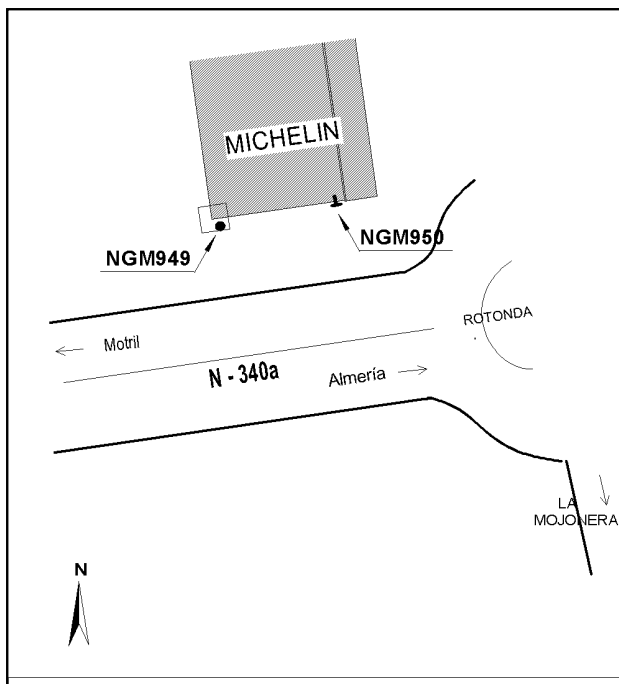 MICHELIN
NGM949
NGM950
ROTONDA
Motril
N - 340a
Almería
LA
MOJONERA
N